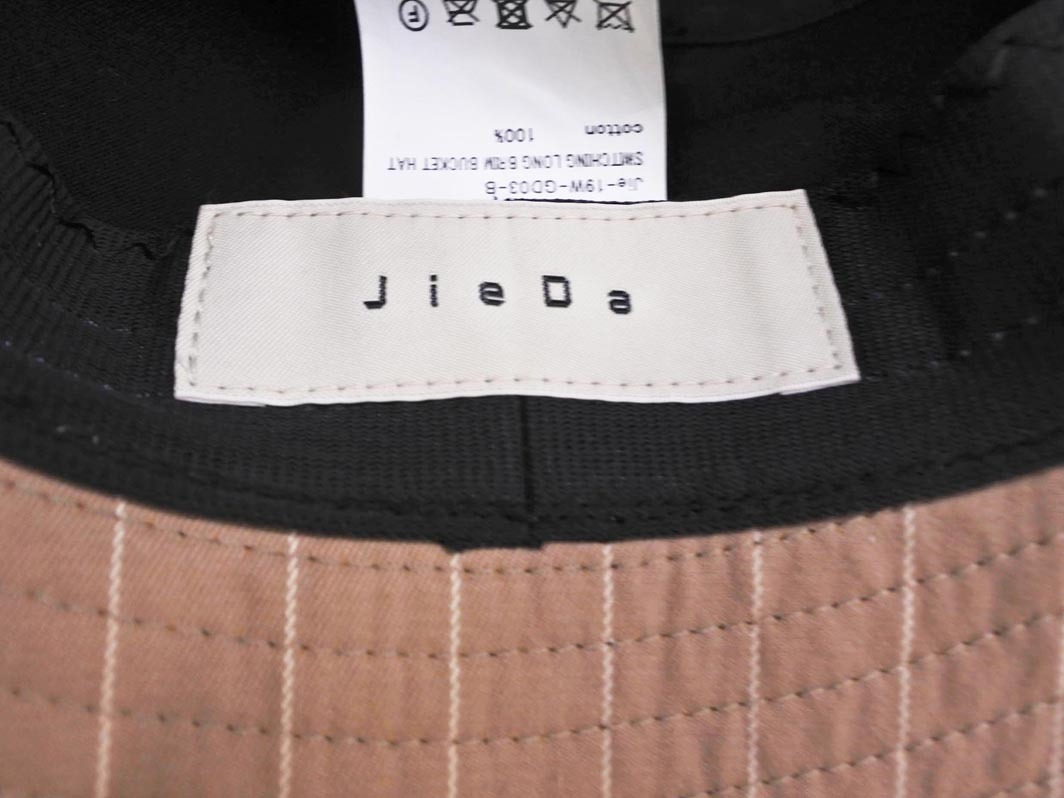 JieDa
Jie-19W-GD03-B
SWITCHING LONG BRIM BUCKET HAT
cotton 100%
F